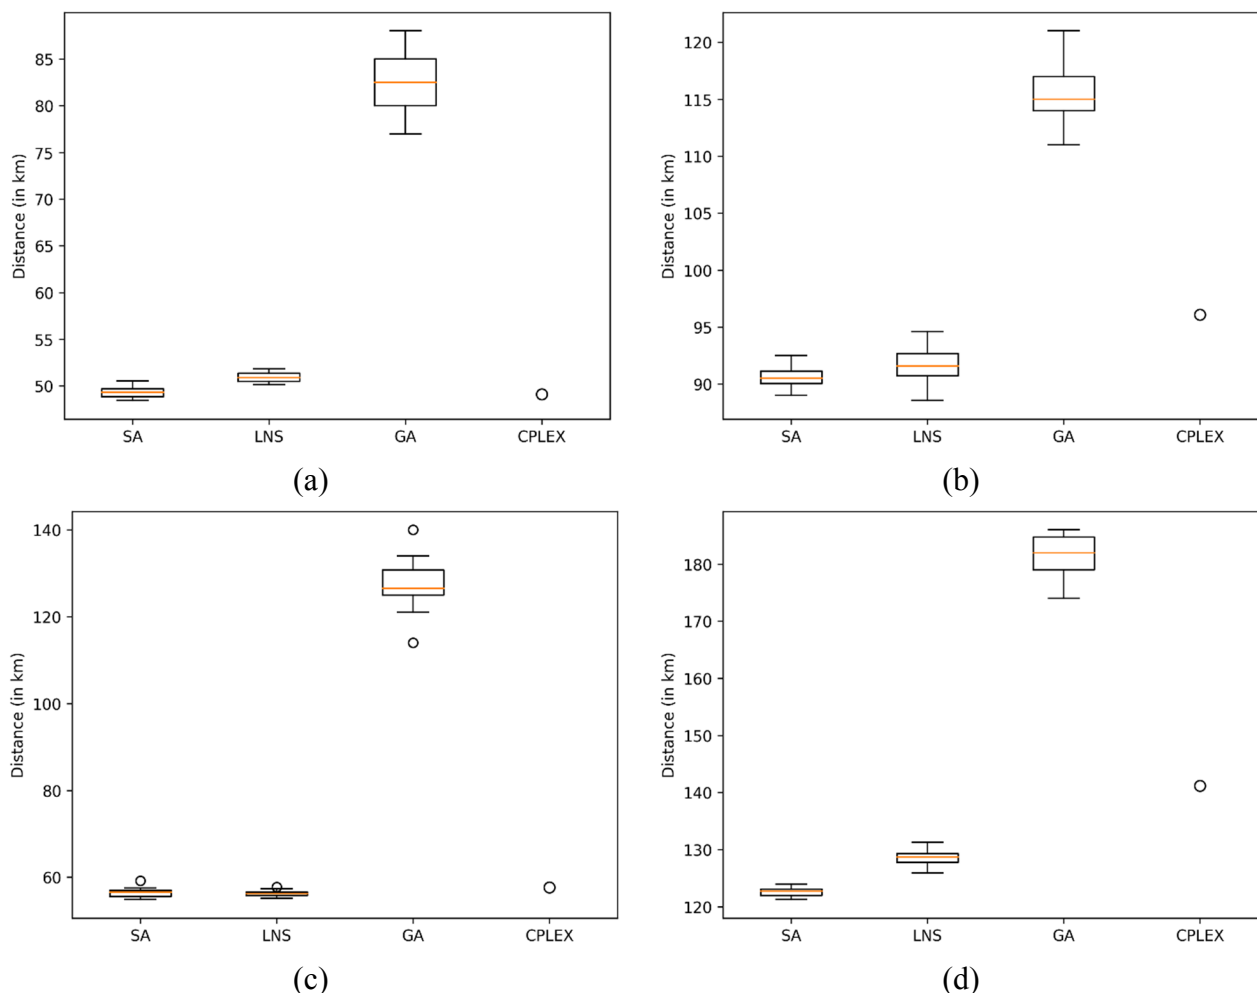 Distance (in km)
85
80
75
70
65
60
55
50
SA LNS GA CPLEX
(a)
Distance (in km)
120
115
110
105
100
95
90
SA LNS GA CPLEX
(b)
Distance (in km)
140
120
100
80
60
SA LNS GA CPLEX
(c)
Distance (in km)
180
170
160
150
140
130
120
SA LNS GA CPLEX
(d)